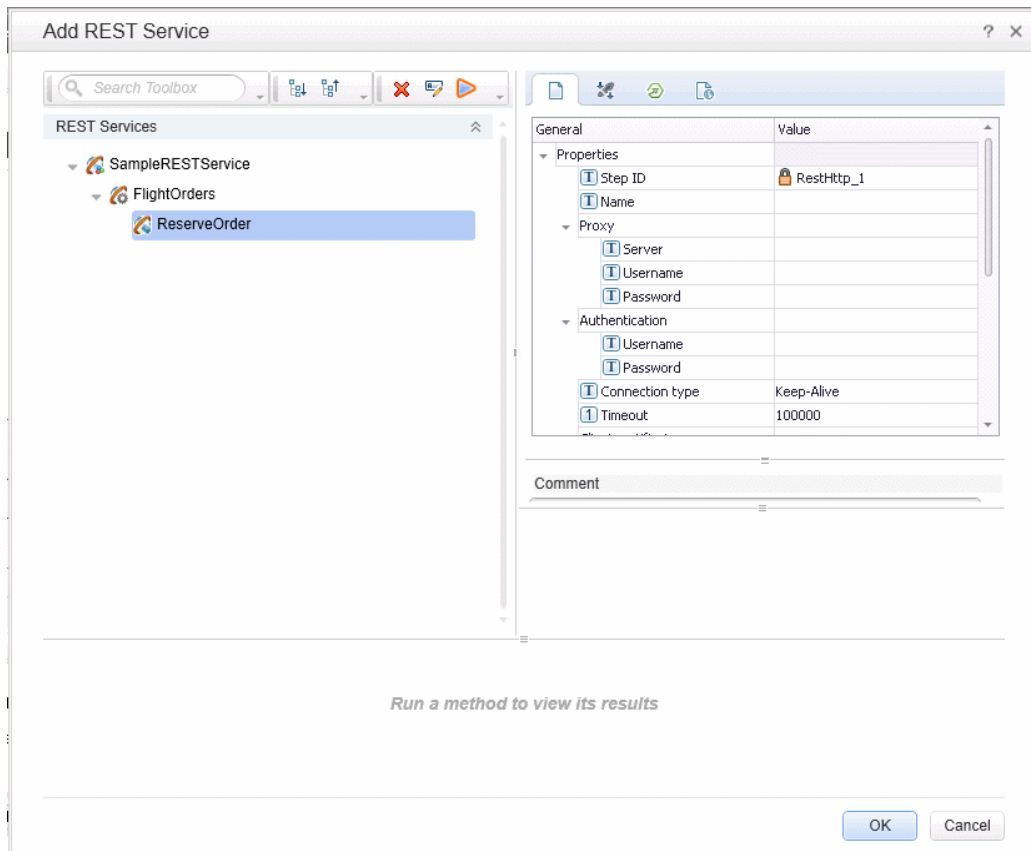 Add REST Service
Search Toolbox
REST Services
SampleRESTService
FlightOrders
ReserveOrder
General Value
Properties
Step ID RestHttp_1
Name
Proxy
Server
Username
Password
Authentication
Username
Password
Connection type Keep-Alive
Timeout 100000
Comment
Run a method to view its results
OK Cancel